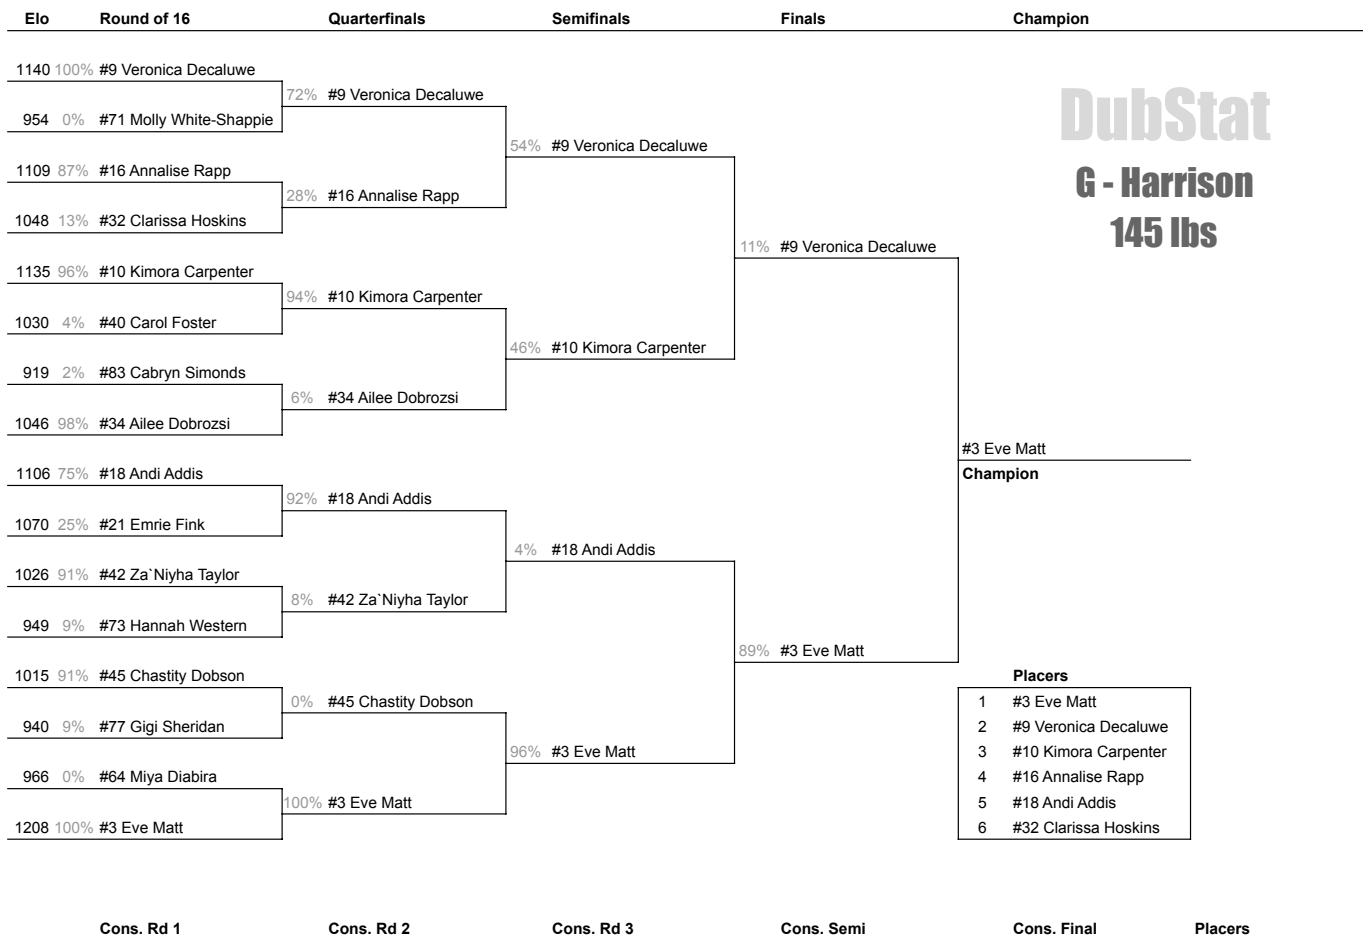 Elo Round of 16 Quarterfinals Semifinals Finals Champion
1140 100% #9 Veronica Decaluwe
72% #9 Veronica Decaluwe
954 0% #71 Molly White-Shappie
54% #9 Veronica Decaluwe
1109 87% #16 Annalise Rapp
28% #16 Annalise Rapp
1048 13% #32 Clarissa Hoskins
11% #9 Veronica Decaluwe
1135 96% #10 Kimora Carpenter
94% #10 Kimora Carpenter
1030 4% #40 Carol Foster
46% #10 Kimora Carpenter
919 2% #83 Cabryn Simonds
6% #34 Ailee Dobrozsi
1046 98% #34 Ailee Dobrozsi
#3 Eve Matt
Champion
1106 75% #18 Andi Addis
92% #18 Andi Addis
1070 25% #21 Emrie Fink
4% #18 Andi Addis
1026 91% #42 Za`Niyha Taylor
8% #42 Za`Niyha Taylor
949 9% #73 Hannah Western
89% #3 Eve Matt
1015 91% #45 Chastity Dobson
0% #45 Chastity Dobson
940 9% #77 Gigi Sheridan
96% #3 Eve Matt
966 0% #64 Miya Diabira
100% #3 Eve Matt
1208 100% #3 Eve Matt
DubStat
G - Harrison
145 lbs
Placers
1 #3 Eve Matt
2 #9 Veronica Decaluwe
3 #10 Kimora Carpenter
4 #16 Annalise Rapp
5 #18 Andi Addis
6 #32 Clarissa Hoskins
Cons. Rd 1 Cons. Rd 2 Cons. Rd 3 Cons. Semi Cons. Final Placers